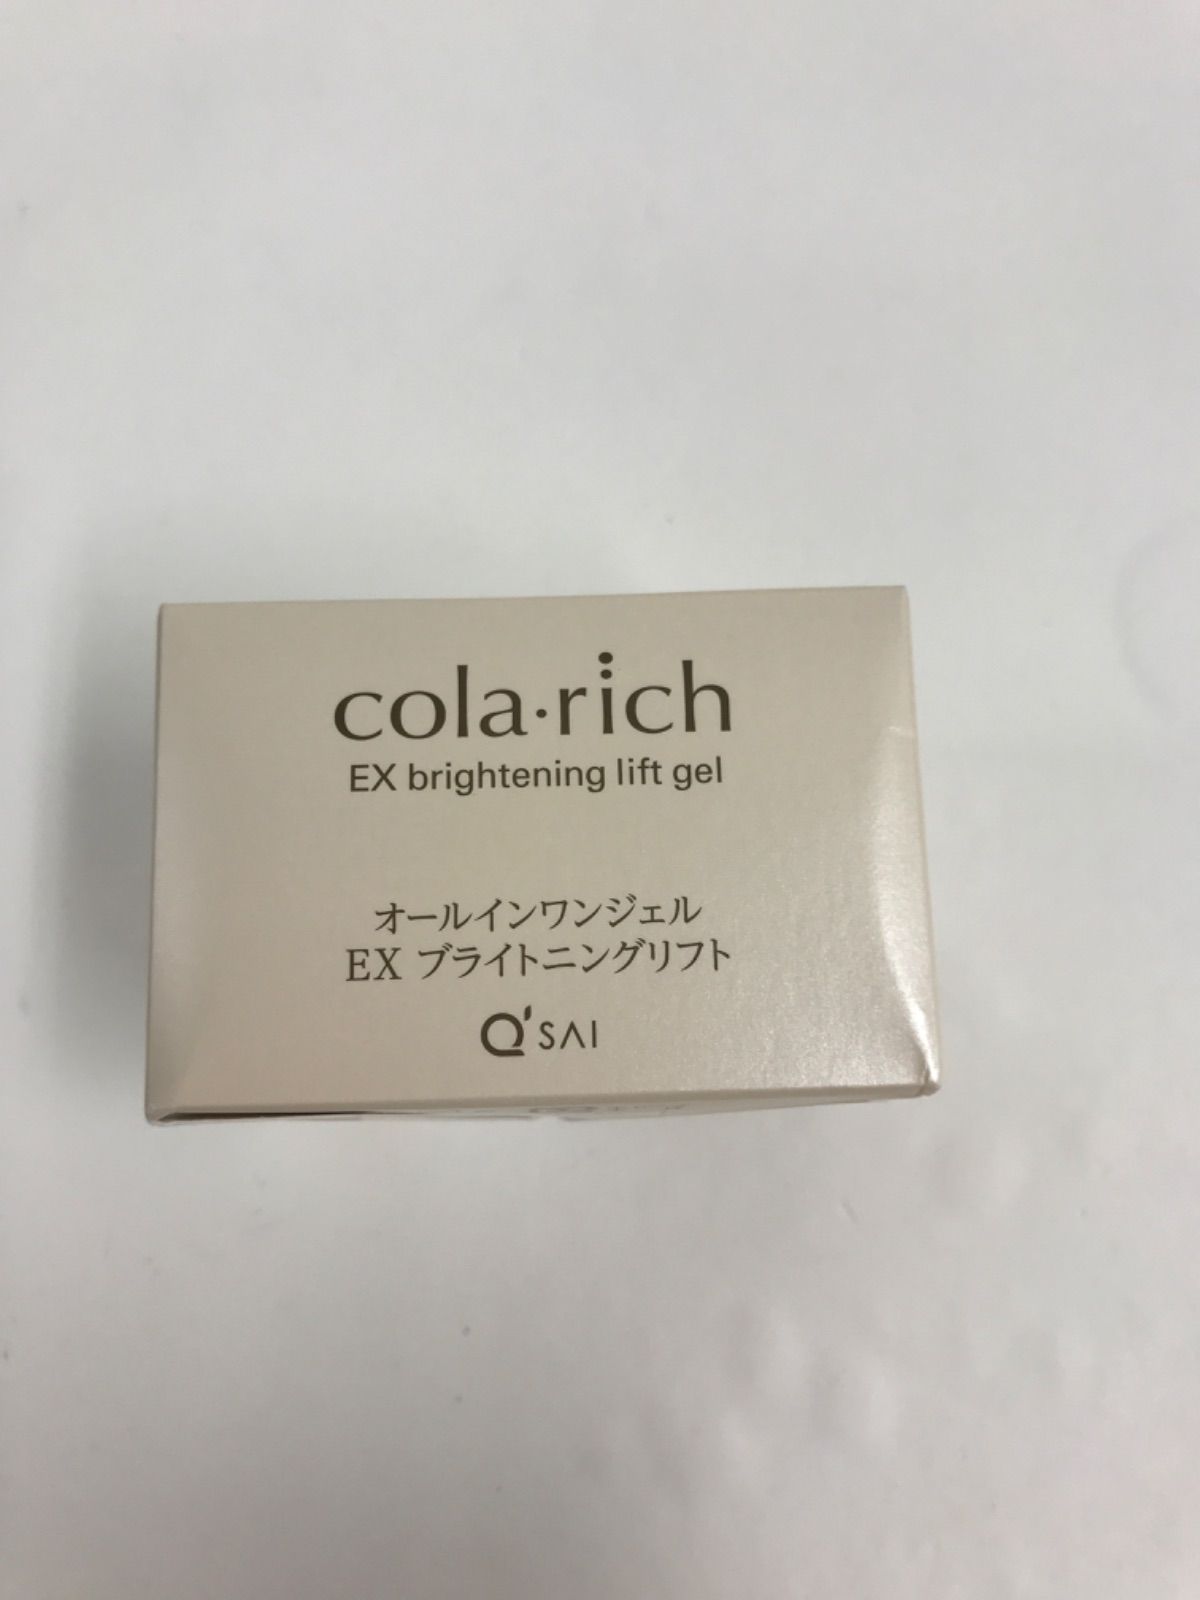 cola·rich
EX brightening lift gel
オールインワンジェル
EX ブライトニングリフト
Q'SAI